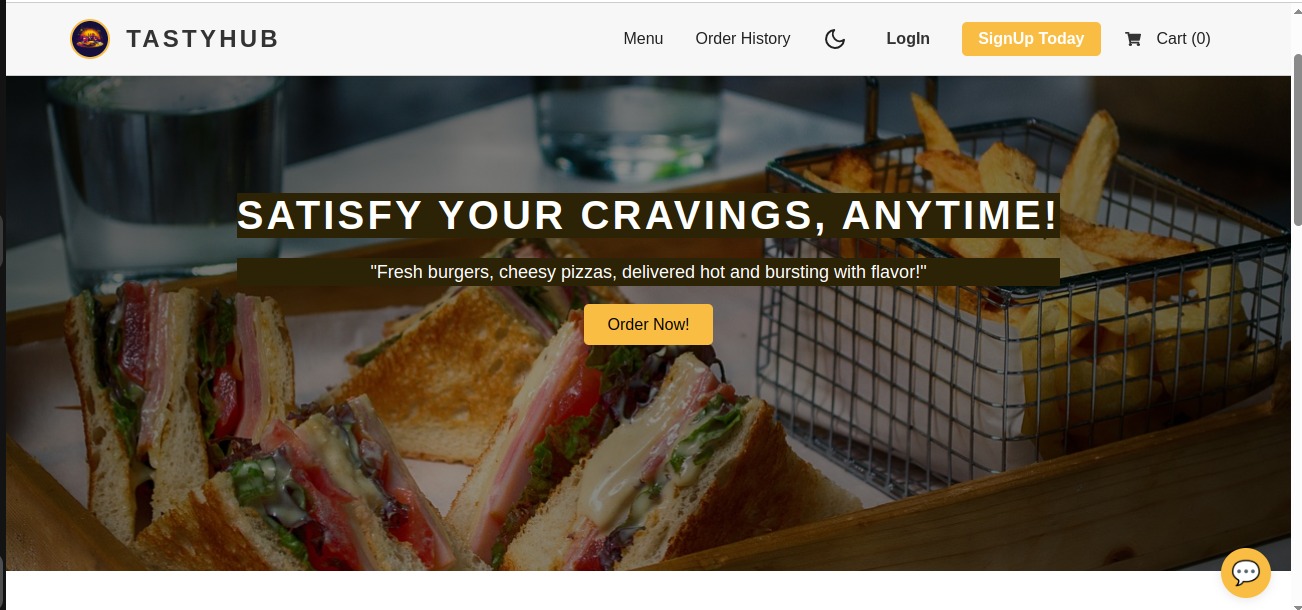 TASTYHUB
Menu
Order History
LogIn
SignUp Today
Cart (0)
SATISFY YOUR CRAVINGS, ANYTIME!
"Fresh burgers, cheesy pizzas, delivered hot and bursting with flavor!"
Order Now!